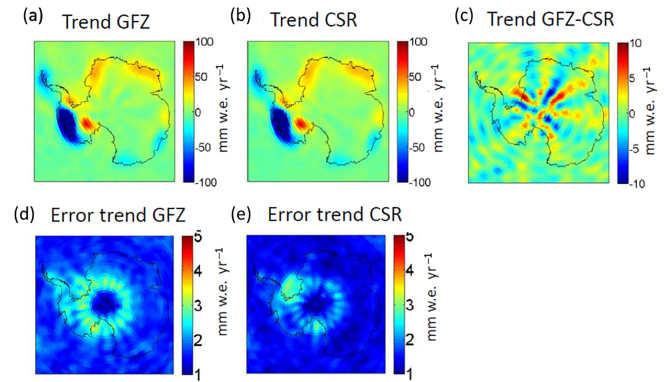 (a) Trend GFZ
(b) Trend CSR
(c) Trend GFZ-CSR
100
50
0
-50
-100
mm w.e. yr⁻¹
100
50
0
-50
-100
mm w.e. yr⁻¹
10
5
0
-5
-10
mm w.e. yr⁻¹
(d) Error trend GFZ
(e) Error trend CSR
5
4
3
2
1
mm w.e. yr⁻¹
5
4
3
2
1
mm w.e. yr⁻¹